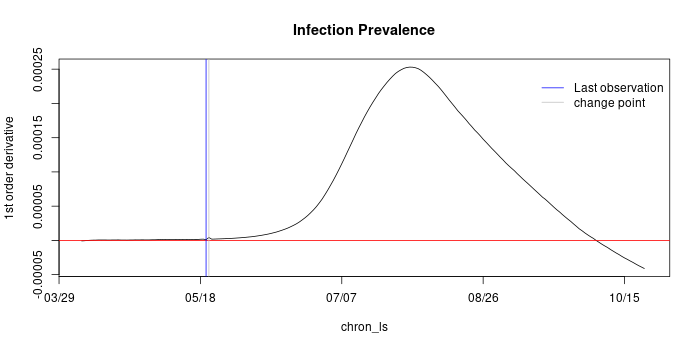 Infection Prevalence
1st order derivative
0.00025
0.00015
0.00005
-0.00005
Last observation
change point
03/29
05/18
07/07
08/26
10/15
chron_ls